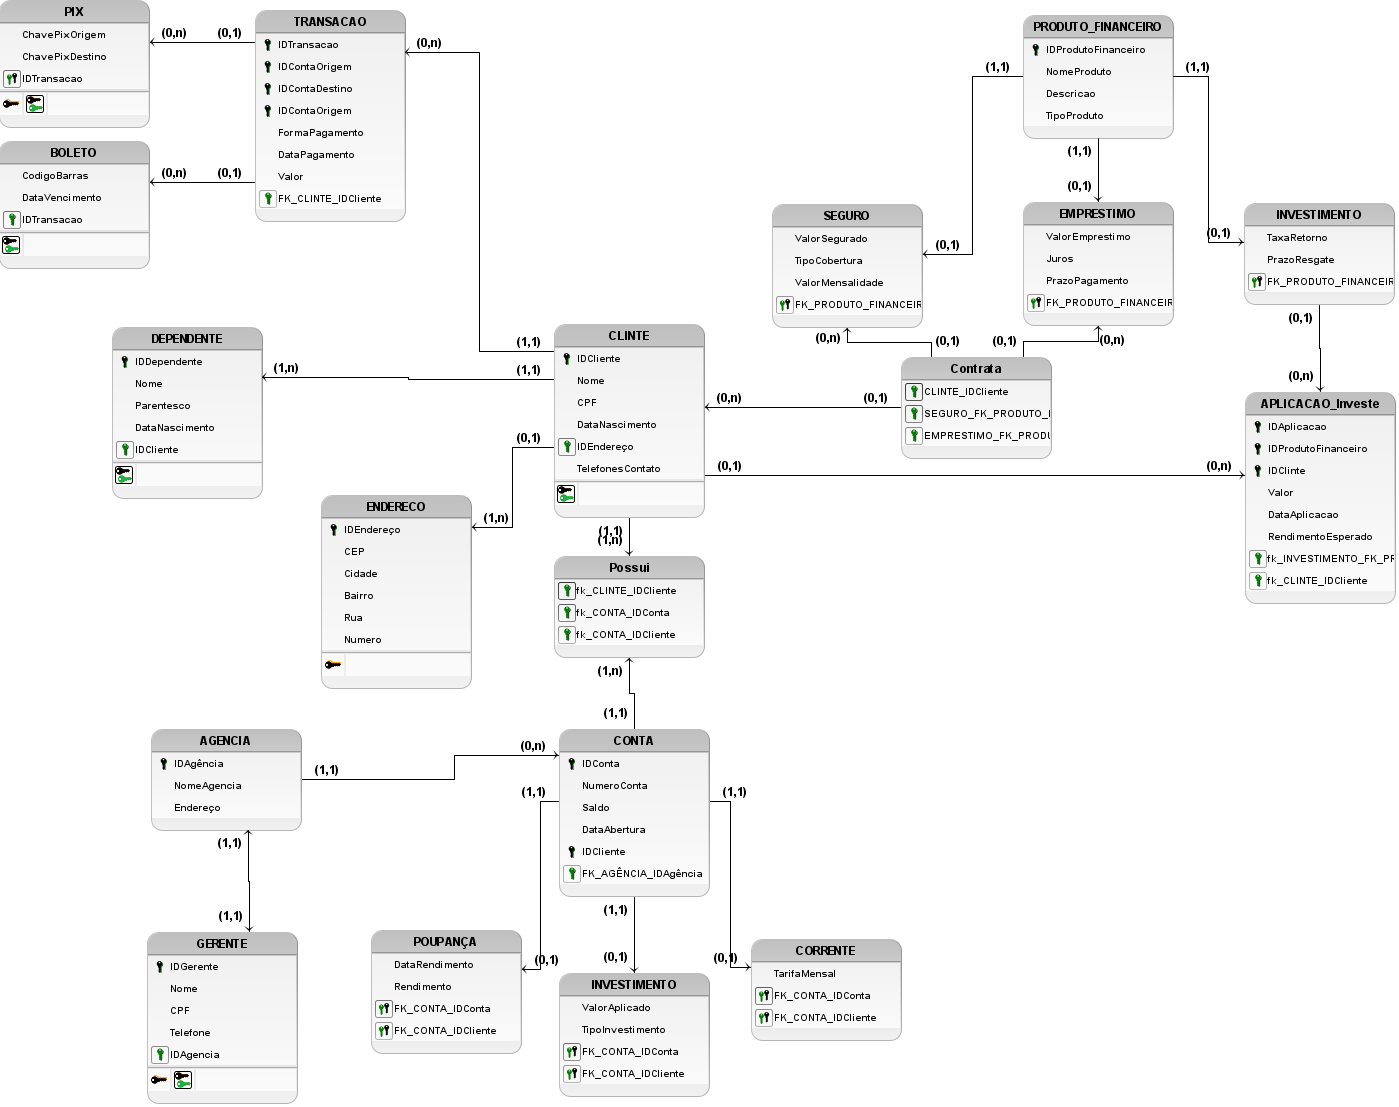 PIX
ChavePixOrigem
ChavePixDestino
IDTransacao
(0,n)
(0,1)
TRANSACAO
IDTransacao
IDContaOrigem
IDContaDestino
IDContaOrigem
FormaPagamento
DataPagamento
Valor
FK_CLINTE_IDCliente
(0,n)
BOLETO
CodigoBarras
DataVencimento
IDTransacao
(0,n)
(0,1)
PRODUTO_FINANCEIRO
IDProdutoFinanceiro
NomeProduto
Descricao
TipoProduto
(1,1)
(1,1)
(1,1)
(0,1)
SEGURO
ValorSegurado
TipoCobertura
ValorMensalidade
FK_PRODUTO_FINANCEIR
(0,1)
EMPRESTIMO
ValorEmprestimo
Juros
PrazoPagamento
FK_PRODUTO_FINANCEIR
INVESTIMENTO
TaxaRetorno
PrazoResgate
FK_PRODUTO_FINANCEIR
(0,1)
(0,n)
(0,1)
(0,1)
(0,n)
(0,1)
(0,n)
DEPENDENTE
IDDependente
Nome
Parentesco
DataNascimento
IDCliente
(1,n)
(1,1)
(1,1)
CLINTE
IDCliente
Nome
CPF
DataNascimento
IDEndereço
TelefonesContato
(0,1)
Contrata
CLINTE_IDCliente
SEGURO_FK_PRODUTO_
EMPRESTIMO_FK_PRODU
(0,n)
(0,1)
(0,1)
(0,n)
APLICACAO_Investe
IDAplicacao
IDProdutoFinanceiro
IDClinte
Valor
DataAplicacao
RendimentoEsperado
fk_INVESTIMENTO_FK_PR
fk_CLINTE_IDCliente
ENDERECO
IDEndereço
CEP
Cidade
Bairro
Rua
Numero
(1,n)
(1,1)
(1,n)
Possui
fk_CLINTE_IDCliente
fk_CONTA_IDConta
fk_CONTA_IDCliente
(1,n)
(1,1)
AGENCIA
IDAgência
NomeAgencia
Endereço
(1,1)
(0,n)
CONTA
IDConta
NumeroConta
Saldo
DataAbertura
IDCliente
FK_AGÊNCIA_IDAgência
(1,1)
(1,1)
(1,1)
(1,1)
(1,1)
GERENTE
IDGerente
Nome
CPF
Telefone
IDAgencia
POUPANÇA
DataRendimento
Rendimento
FK_CONTA_IDConta
FK_CONTA_IDCliente
(0,1)
(0,1)
INVESTIMENTO
ValorAplicado
TipoInvestimento
FK_CONTA_IDConta
FK_CONTA_IDCliente
(0,1)
CORRENTE
TarifaMensal
FK_CONTA_IDConta
FK_CONTA_IDCliente